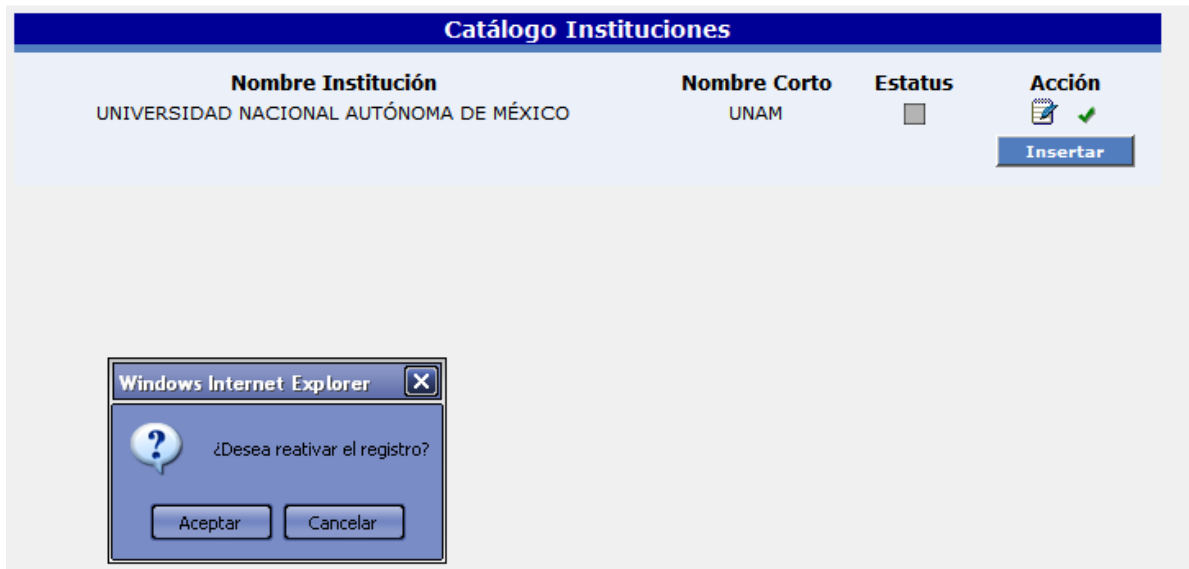 Catálogo Instituciones
Nombre Institución Nombre Corto Estatus Acción
UNIVERSIDAD NACIONAL AUTÓNOMA DE MÉXICO UNAM
Insertar
Windows Internet Explorer
¿Desea reativar el registro?
Aceptar Cancelar